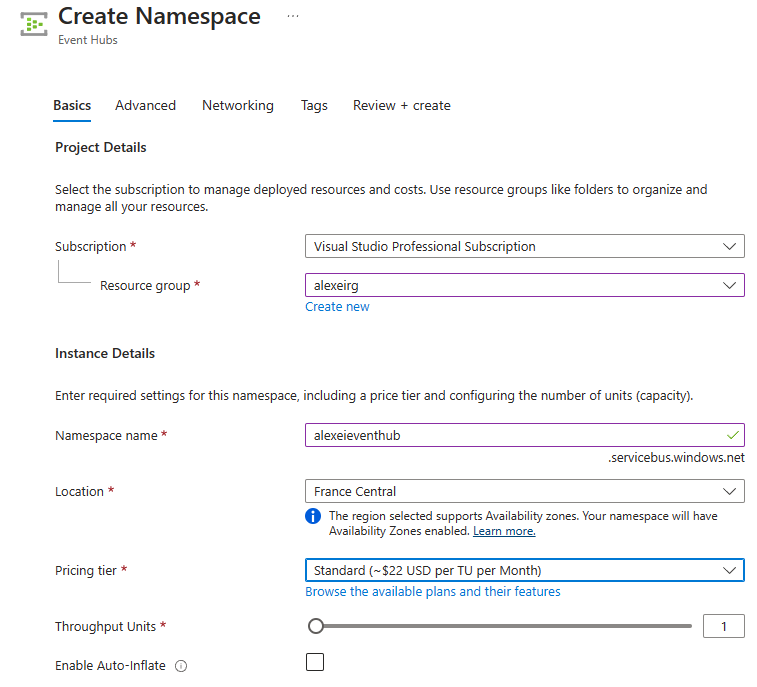 Create Namespace ...
Event Hubs
Basics Advanced Networking Tags Review + create
Project Details
Select the subscription to manage deployed resources and costs. Use resource groups like folders to organize and
manage all your resources.
Subscription * Visual Studio Professional Subscription
Resource group * alexeirg
Create new
Instance Details
Enter required settings for this namespace, including a price tier and configuring the number of units (capacity).
Namespace name * alexeieventhub
.servicebus.windows.net
Location * France Central
The region selected supports Availability zones. Your namespace will have
Availability Zones enabled. Learn more.
Pricing tier * Standard (~$22 USD per TU per Month)
Browse the available plans and their features
Throughput Units * 1
Enable Auto-Inflate